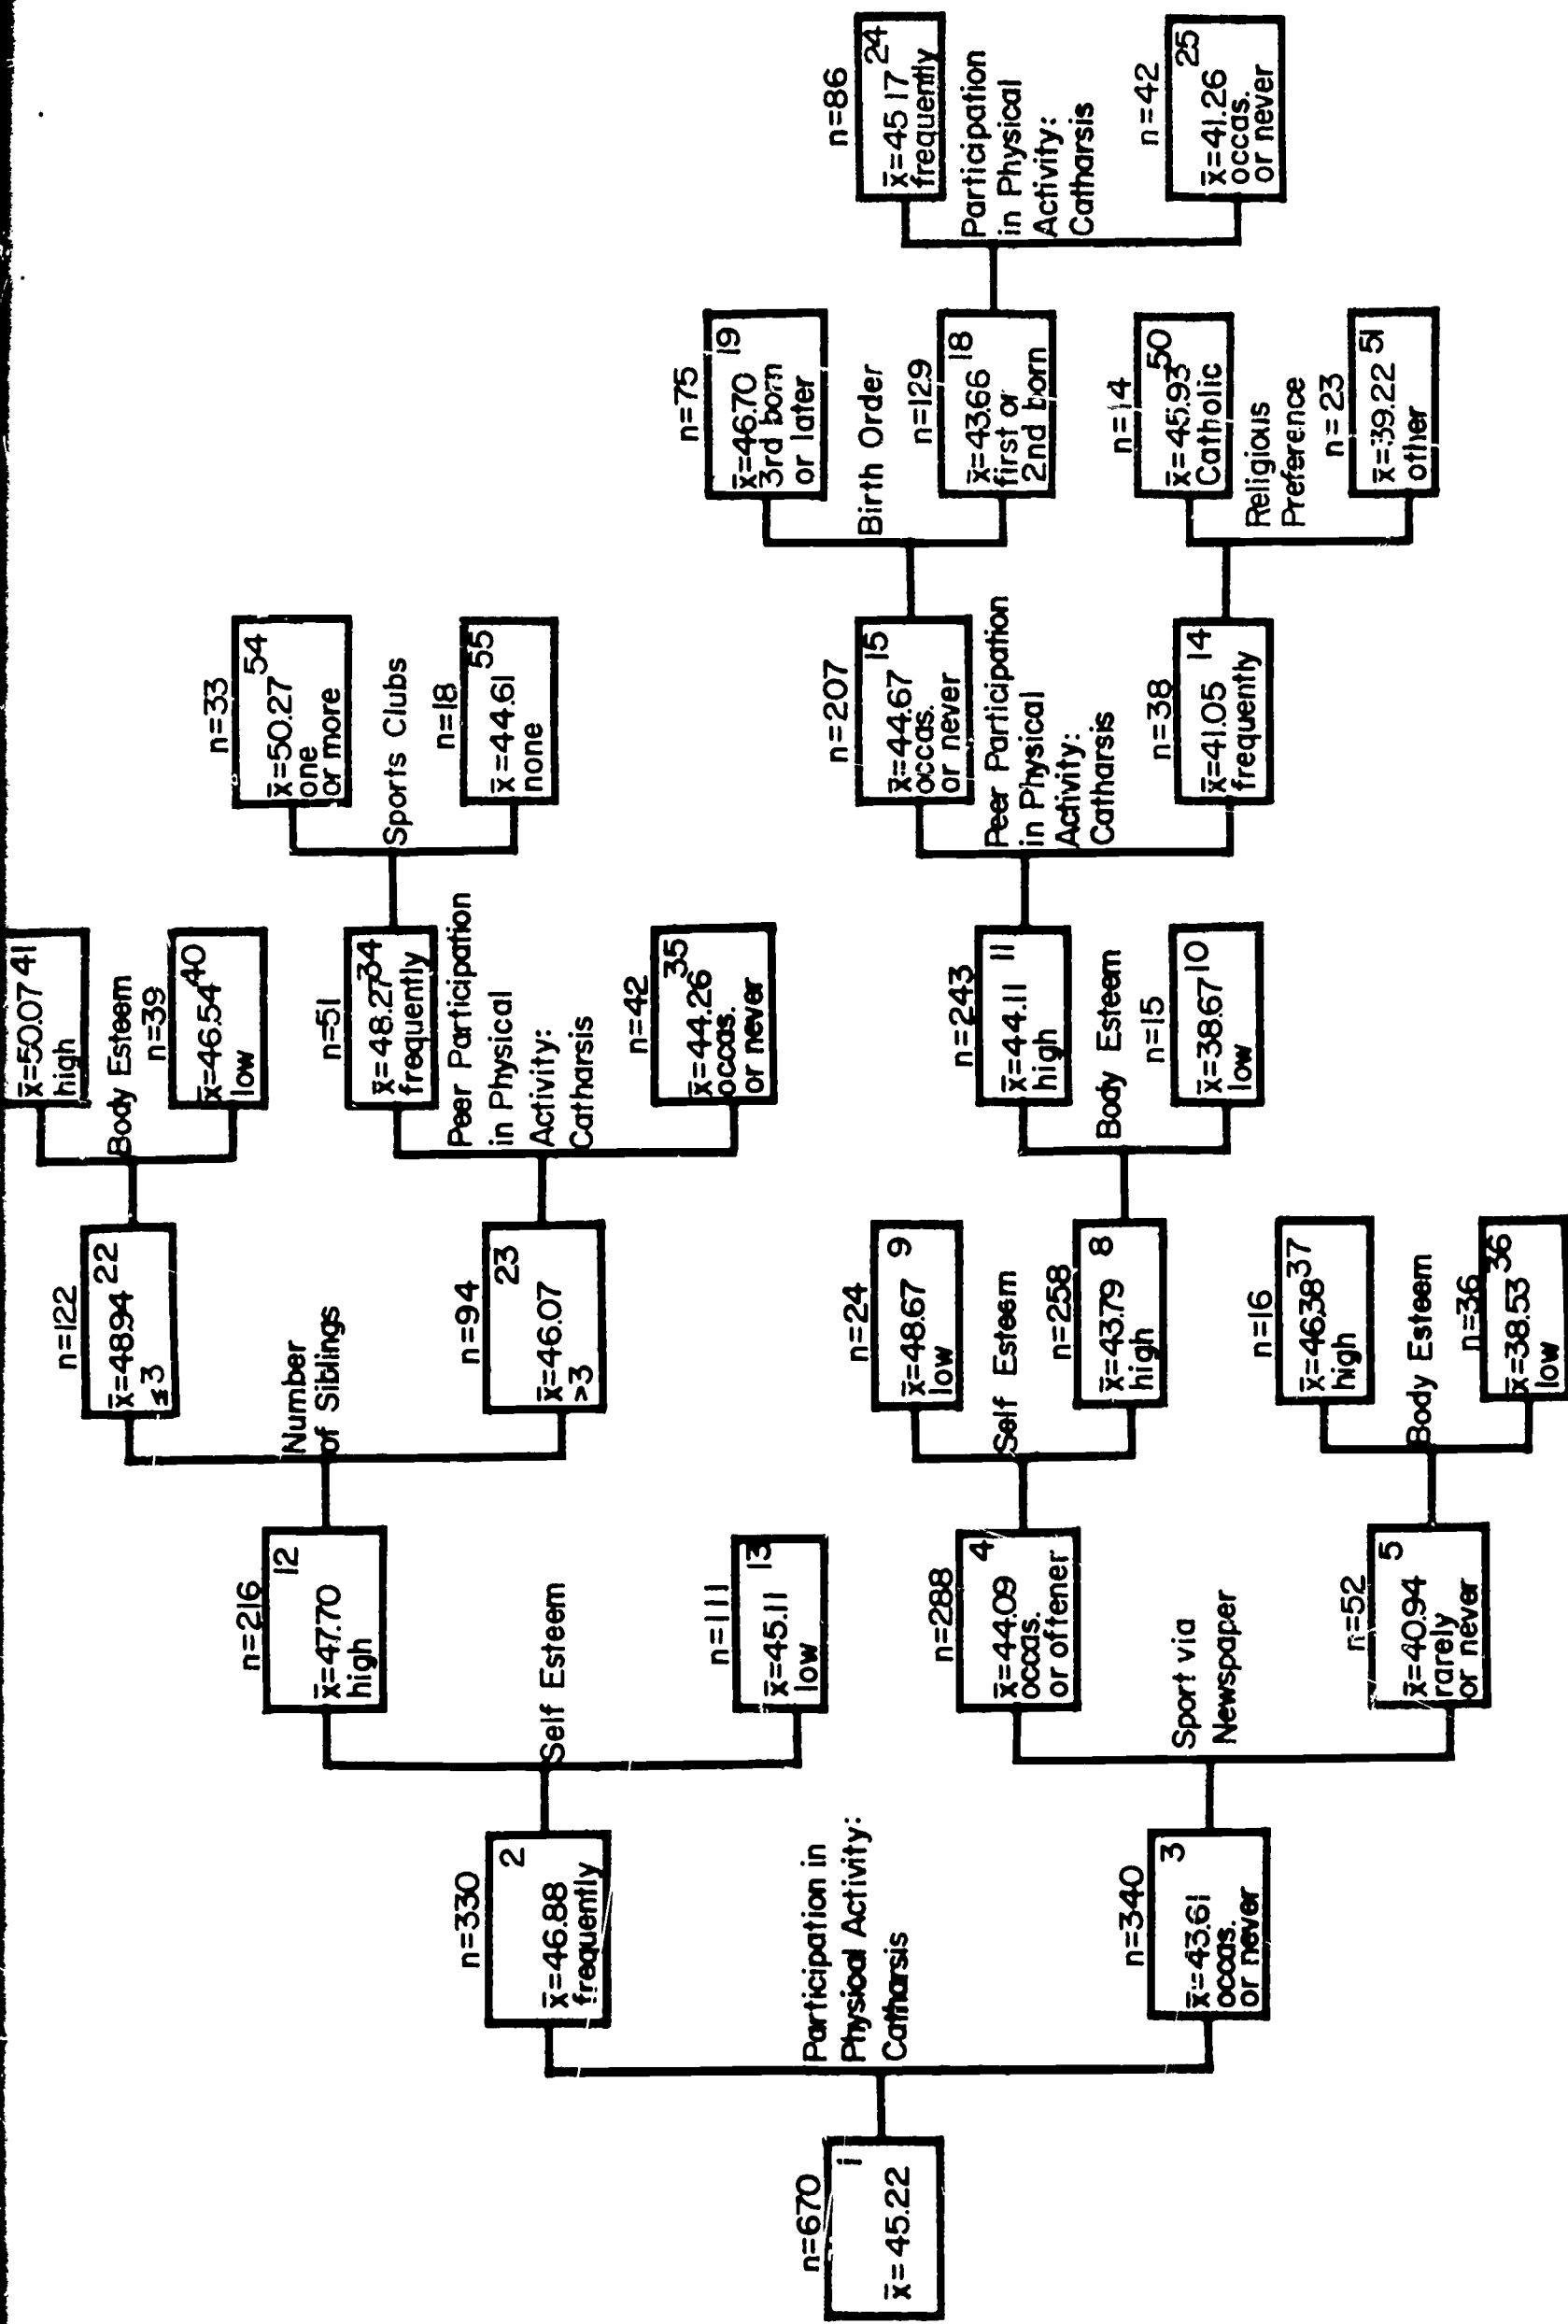 n=670
1
x̄=45.22
Participation in
Physical Activity:
Catharsis
n=330
2
x̄=46.88
frequently
n=340
3
x̄=43.61
occas.
or never
Self Esteem
n=216
12
x̄=47.70
high
n=111
13
x̄=45.11
low
Sport via
Newspaper
n=288
4
x̄=44.09
occas.
or oftener
n=52
5
x̄=40.94
rarely
or never
Number
of Siblings
n=122
22
x̄=48.94
≤3
n=94
23
x̄=46.07
>3
Self Esteem
n=24
9
x̄=48.67
low
n=258
8
x̄=43.79
high
Body Esteem
n=16
37
x̄=46.38
high
n=36
36
x̄=38.53
low
Body Esteem
41
x̄=50.07
high
n=39
40
x̄=46.54
low
Peer Participation
in Physical
Activity:
Catharsis
n=51
34
x̄=48.27
frequently
n=42
35
x̄=44.26
occas.
or never
Body Esteem
n=243
11
x̄=44.11
high
n=15
10
x̄=38.67
low
Sports Clubs
n=33
54
x̄=50.27
one
or more
n=18
55
x̄=44.61
none
Peer Participation
in Physical
Activity:
Catharsis
n=207
15
x̄=44.67
occas.
or never
n=38
14
x̄=41.05
frequently
Birth Order
n=75
19
x̄=46.70
3rd born
or later
n=129
18
x̄=43.66
first or
2nd born
Religious
Preference
n=14
50
x̄=45.93
Catholic
n=23
51
x̄=39.22
other
Participation
in Physical
Activity:
Catharsis
n=86
24
x̄=45.17
frequently
n=42
25
x̄=41.26
occas.
or never